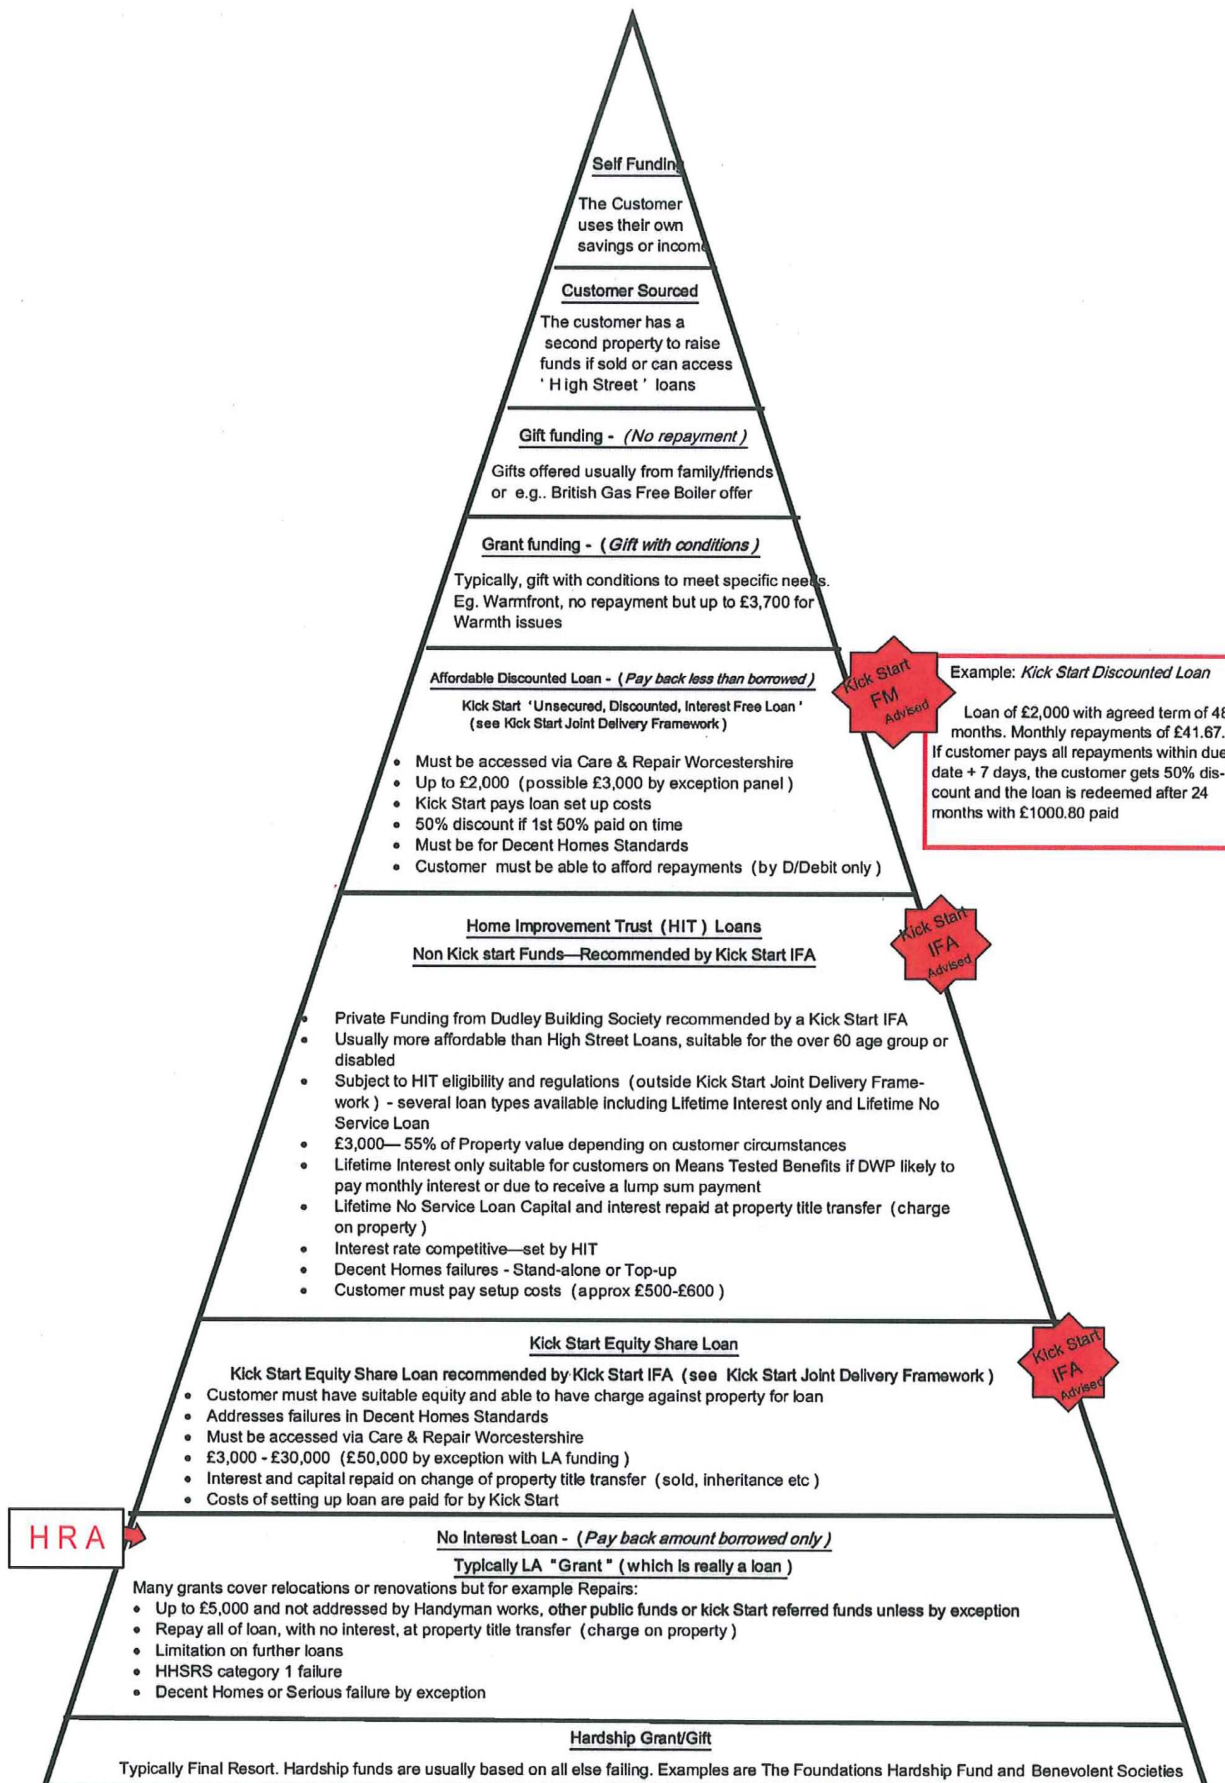 Self Funding
The Customer
uses their own
savings or income
Customer Sourced
The customer has a
second property to raise
funds if sold or can access
' High Street ' loans
Gift funding - (No repayment )
Gifts offered usually from family/friends
or e.g.. British Gas Free Boiler offer
Grant funding - ( Gift with conditions )
Typically, gift with conditions to meet specific needs.
Eg. Warmfront, no repayment but up to £3,700 for
Warmth issues
Affordable Discounted Loan - ( Pay back less than borrowed )
Kick Start 'Unsecured, Discounted, Interest Free Loan '
(see Kick Start Joint Delivery Framework )
• Must be accessed via Care & Repair Worcestershire
• Up to £2,000 (possible £3,000 by exception panel )
• Kick Start pays loan set up costs
• 50% discount if 1st 50% paid on time
• Must be for Decent Homes Standards
• Customer must be able to afford repayments (by D/Debit only )
Kick Start
FM
Advised
Example: Kick Start Discounted Loan
Loan of £2,000 with agreed term of 48
months. Monthly repayments of £41.67.
If customer pays all repayments within due
date + 7 days, the customer gets 50% dis-
count and the loan is redeemed after 24
months with £1000.80 paid
Home Improvement Trust (HIT ) Loans
Non Kick start Funds—Recommended by Kick Start IFA
Kick Start
IFA
Advised
• Private Funding from Dudley Building Society recommended by a Kick Start IFA
• Usually more affordable than High Street Loans, suitable for the over 60 age group or
disabled
• Subject to HIT eligibility and regulations (outside Kick Start Joint Delivery Frame-
work ) - several loan types available including Lifetime Interest only and Lifetime No
Service Loan
• £3,000— 55% of Property value depending on customer circumstances
• Lifetime Interest only suitable for customers on Means Tested Benefits if DWP likely to
pay monthly interest or due to receive a lump sum payment
• Lifetime No Service Loan Capital and interest repaid at property title transfer (charge
on property )
• Interest rate competitive—set by HIT
• Decent Homes failures - Stand-alone or Top-up
• Customer must pay setup costs (approx £500-£600 )
Kick Start Equity Share Loan
Kick Start Equity Share Loan recommended by Kick Start IFA (see Kick Start Joint Delivery Framework )
Kick Start
IFA
Advised
• Customer must have suitable equity and able to have charge against property for loan
• Addresses failures in Decent Homes Standards
• Must be accessed via Care & Repair Worcestershire
• £3,000 - £30,000 (£50,000 by exception with LA funding )
• Interest and capital repaid on change of property title transfer (sold, inheritance etc )
• Costs of setting up loan are paid for by Kick Start
HRA
No Interest Loan - (Pay back amount borrowed only )
Typically LA "Grant " (which is really a loan )
Many grants cover relocations or renovations but for example Repairs:
• Up to £5,000 and not addressed by Handyman works, other public funds or kick Start referred funds unless by exception
• Repay all of loan, with no interest, at property title transfer (charge on property )
• Limitation on further loans
• HHSRS category 1 failure
• Decent Homes or Serious failure by exception
Hardship Grant/Gift
Typically Final Resort. Hardship funds are usually based on all else failing. Examples are The Foundations Hardship Fund and Benevolent Societies